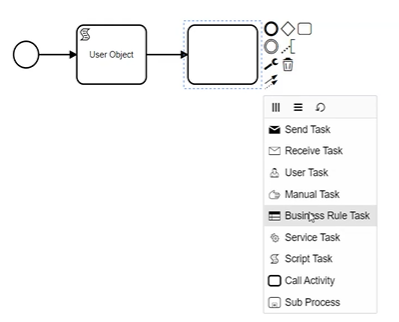 User Object
Send Task
Receive Task
User Task
Manual Task
Business Rule Task
Service Task
Script Task
Call Activity
Sub Process